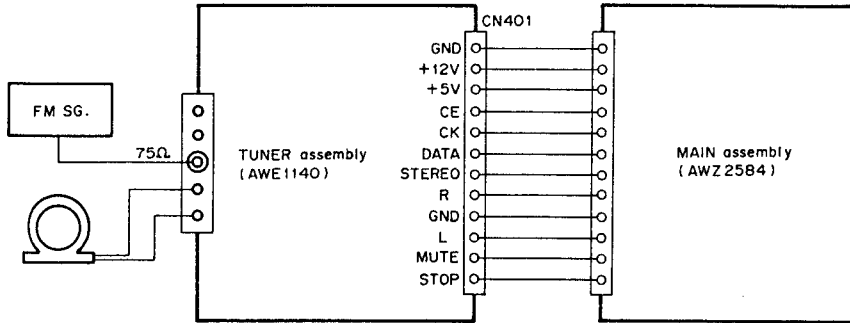 CN401
GND
+12V
+5V
FM SG.
CE
CK
75Ω
TUNER assembly
(AWE1140)
DATA
STEREO
R
GND
L
MUTE
STOP
MAIN assembly
(AWZ2584)